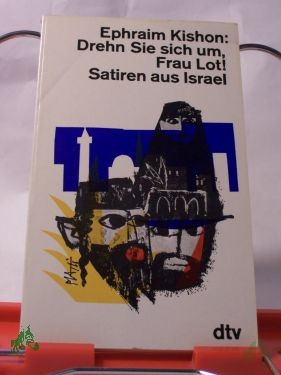 Ephraim Kishon:
Drehn Sie sich um,
Frau Lot!
Satiren aus Israel
dtv